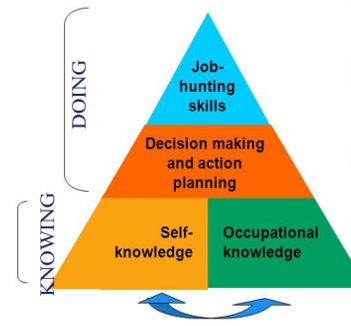 DOING
Job-
hunting
skills
Decision making
and action
planning
KNOWING
Self-
knowledge
Occupational
knowledge